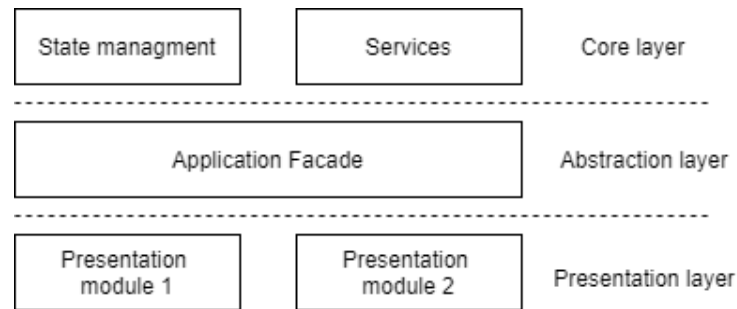 State managment
Services
Core layer
Application Facade
Abstraction layer
Presentation
module 1
Presentation
module 2
Presentation layer